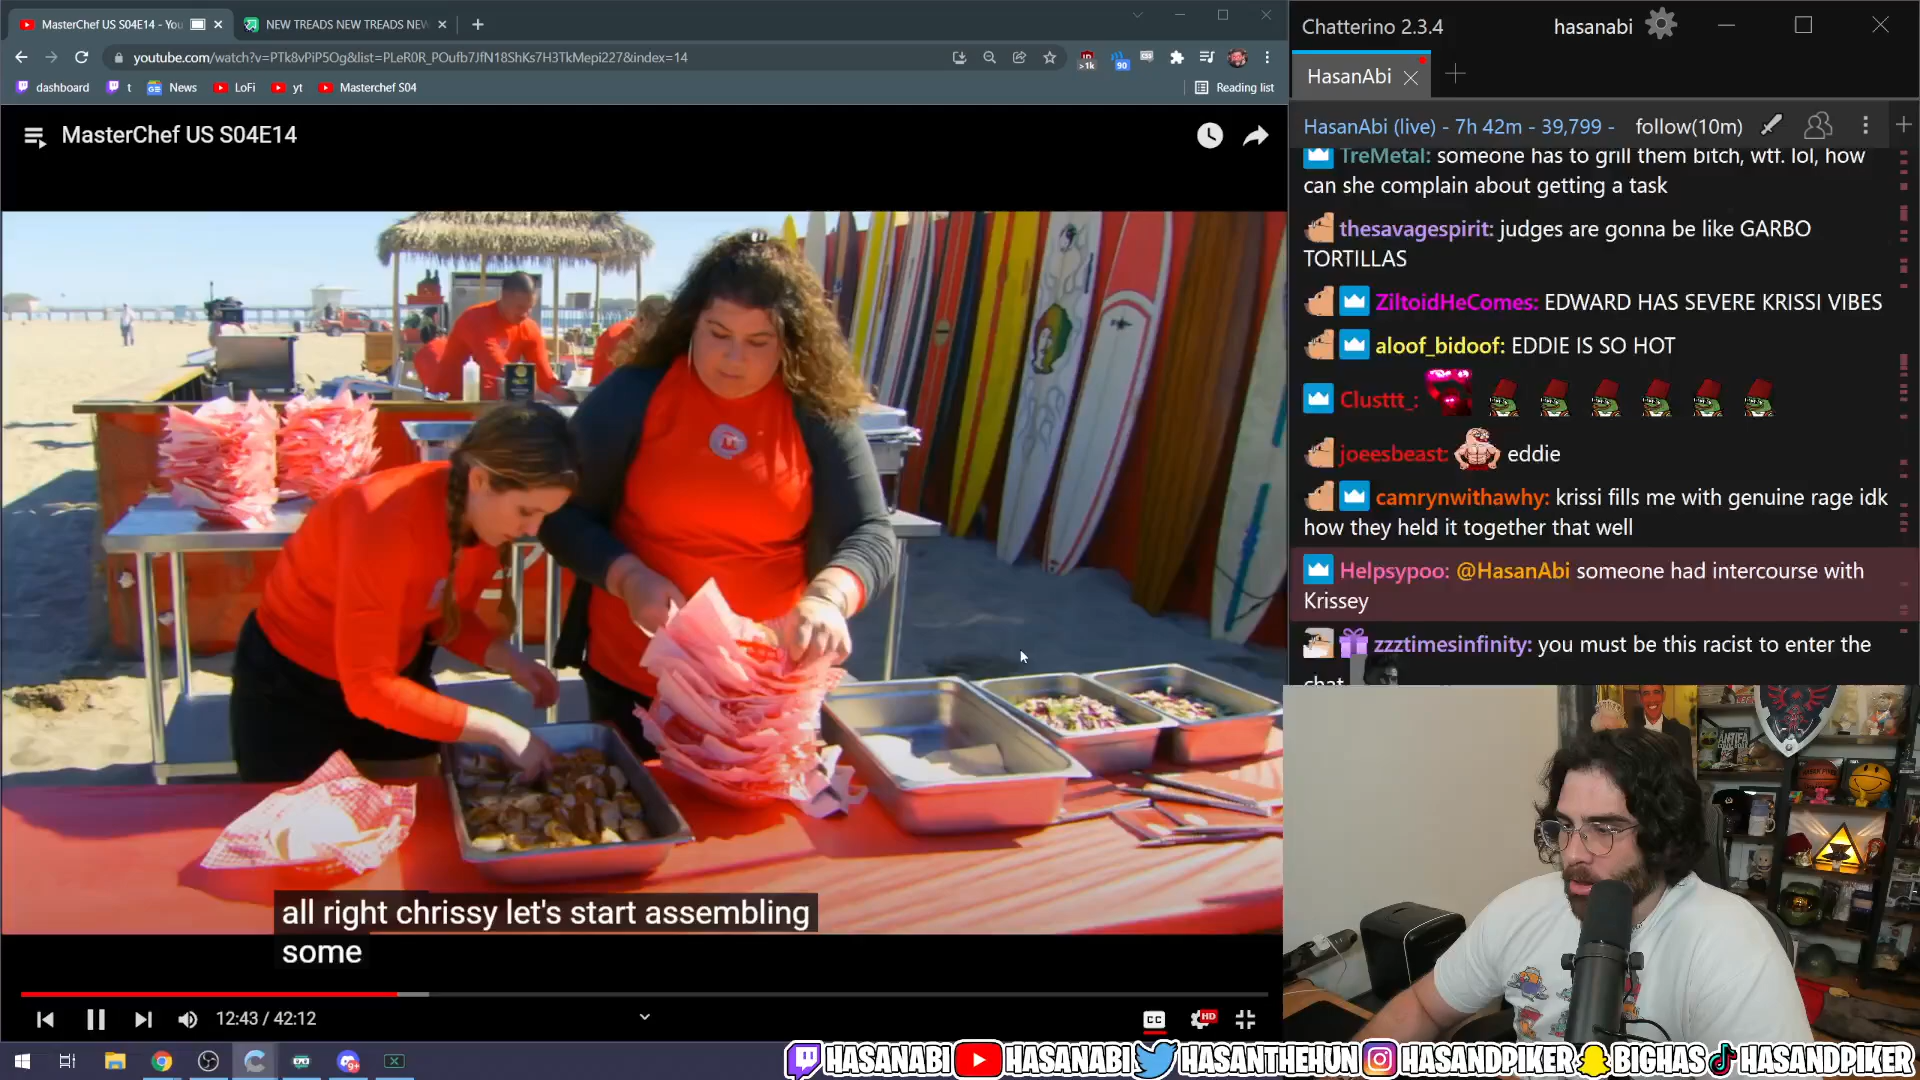 MasterChef US S04E14 - You
NEW TREADS NEW TREADS NEW
youtube.com/watch?v=PTk8vPiP5Og&list=PLeR0R_POufb7JfN18ShKs7H3TkMepi227&index=14
>1k
90
dashboard
t
News
LoFi
yt
Masterchef S04
Reading list
MasterChef US S04E14
all right chrissy let's start assembling
some
12:43 / 42:12
CC
HD
Chatterino 2.3.4
hasanabi
HasanAbi
HasanAbi (live) - 7h 42m - 39,799 -
follow(10m)
TreMetal: someone has to grill them bitch, wtf. lol, how
can she complain about getting a task
thesavagespirit: judges are gonna be like GARBO
TORTILLAS
ZiltoidHeComes: EDWARD HAS SEVERE KRISSI VIBES
aloof_bidoof: EDDIE IS SO HOT
Clusttt_:
joeesbeast: eddie
camrynwithawhy: krissi fills me with genuine rage idk
how they held it together that well
Helpsypoo: @HasanAbi someone had intercourse with
Krissey
zzztimesinfinity: you must be this racist to enter the
chat
HASANABI
HASANABI
HASANTHEHUN
HASANDPIKER
BIGHAS
HASANDPIKER